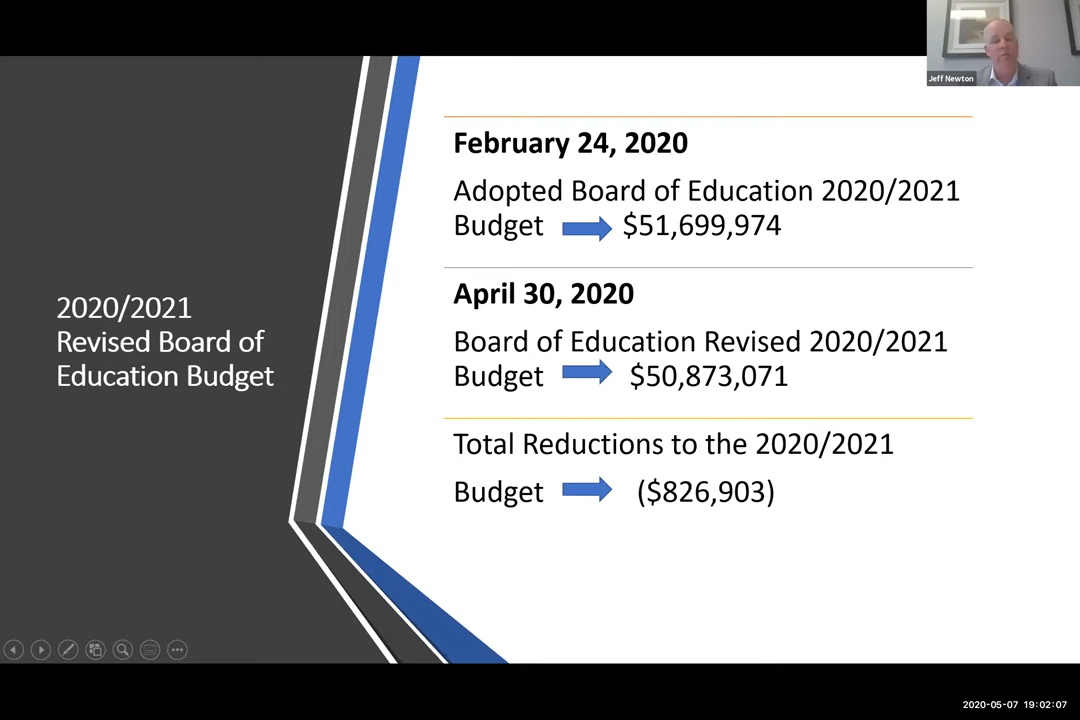 Jeff Newton
2020/2021
Revised Board of
Education Budget
February 24, 2020
Adopted Board of Education 2020/2021
Budget $51,699,974
April 30, 2020
Board of Education Revised 2020/2021
Budget $50,873,071
Total Reductions to the 2020/2021
Budget ($826,903)
2020-05-07 19:02:07